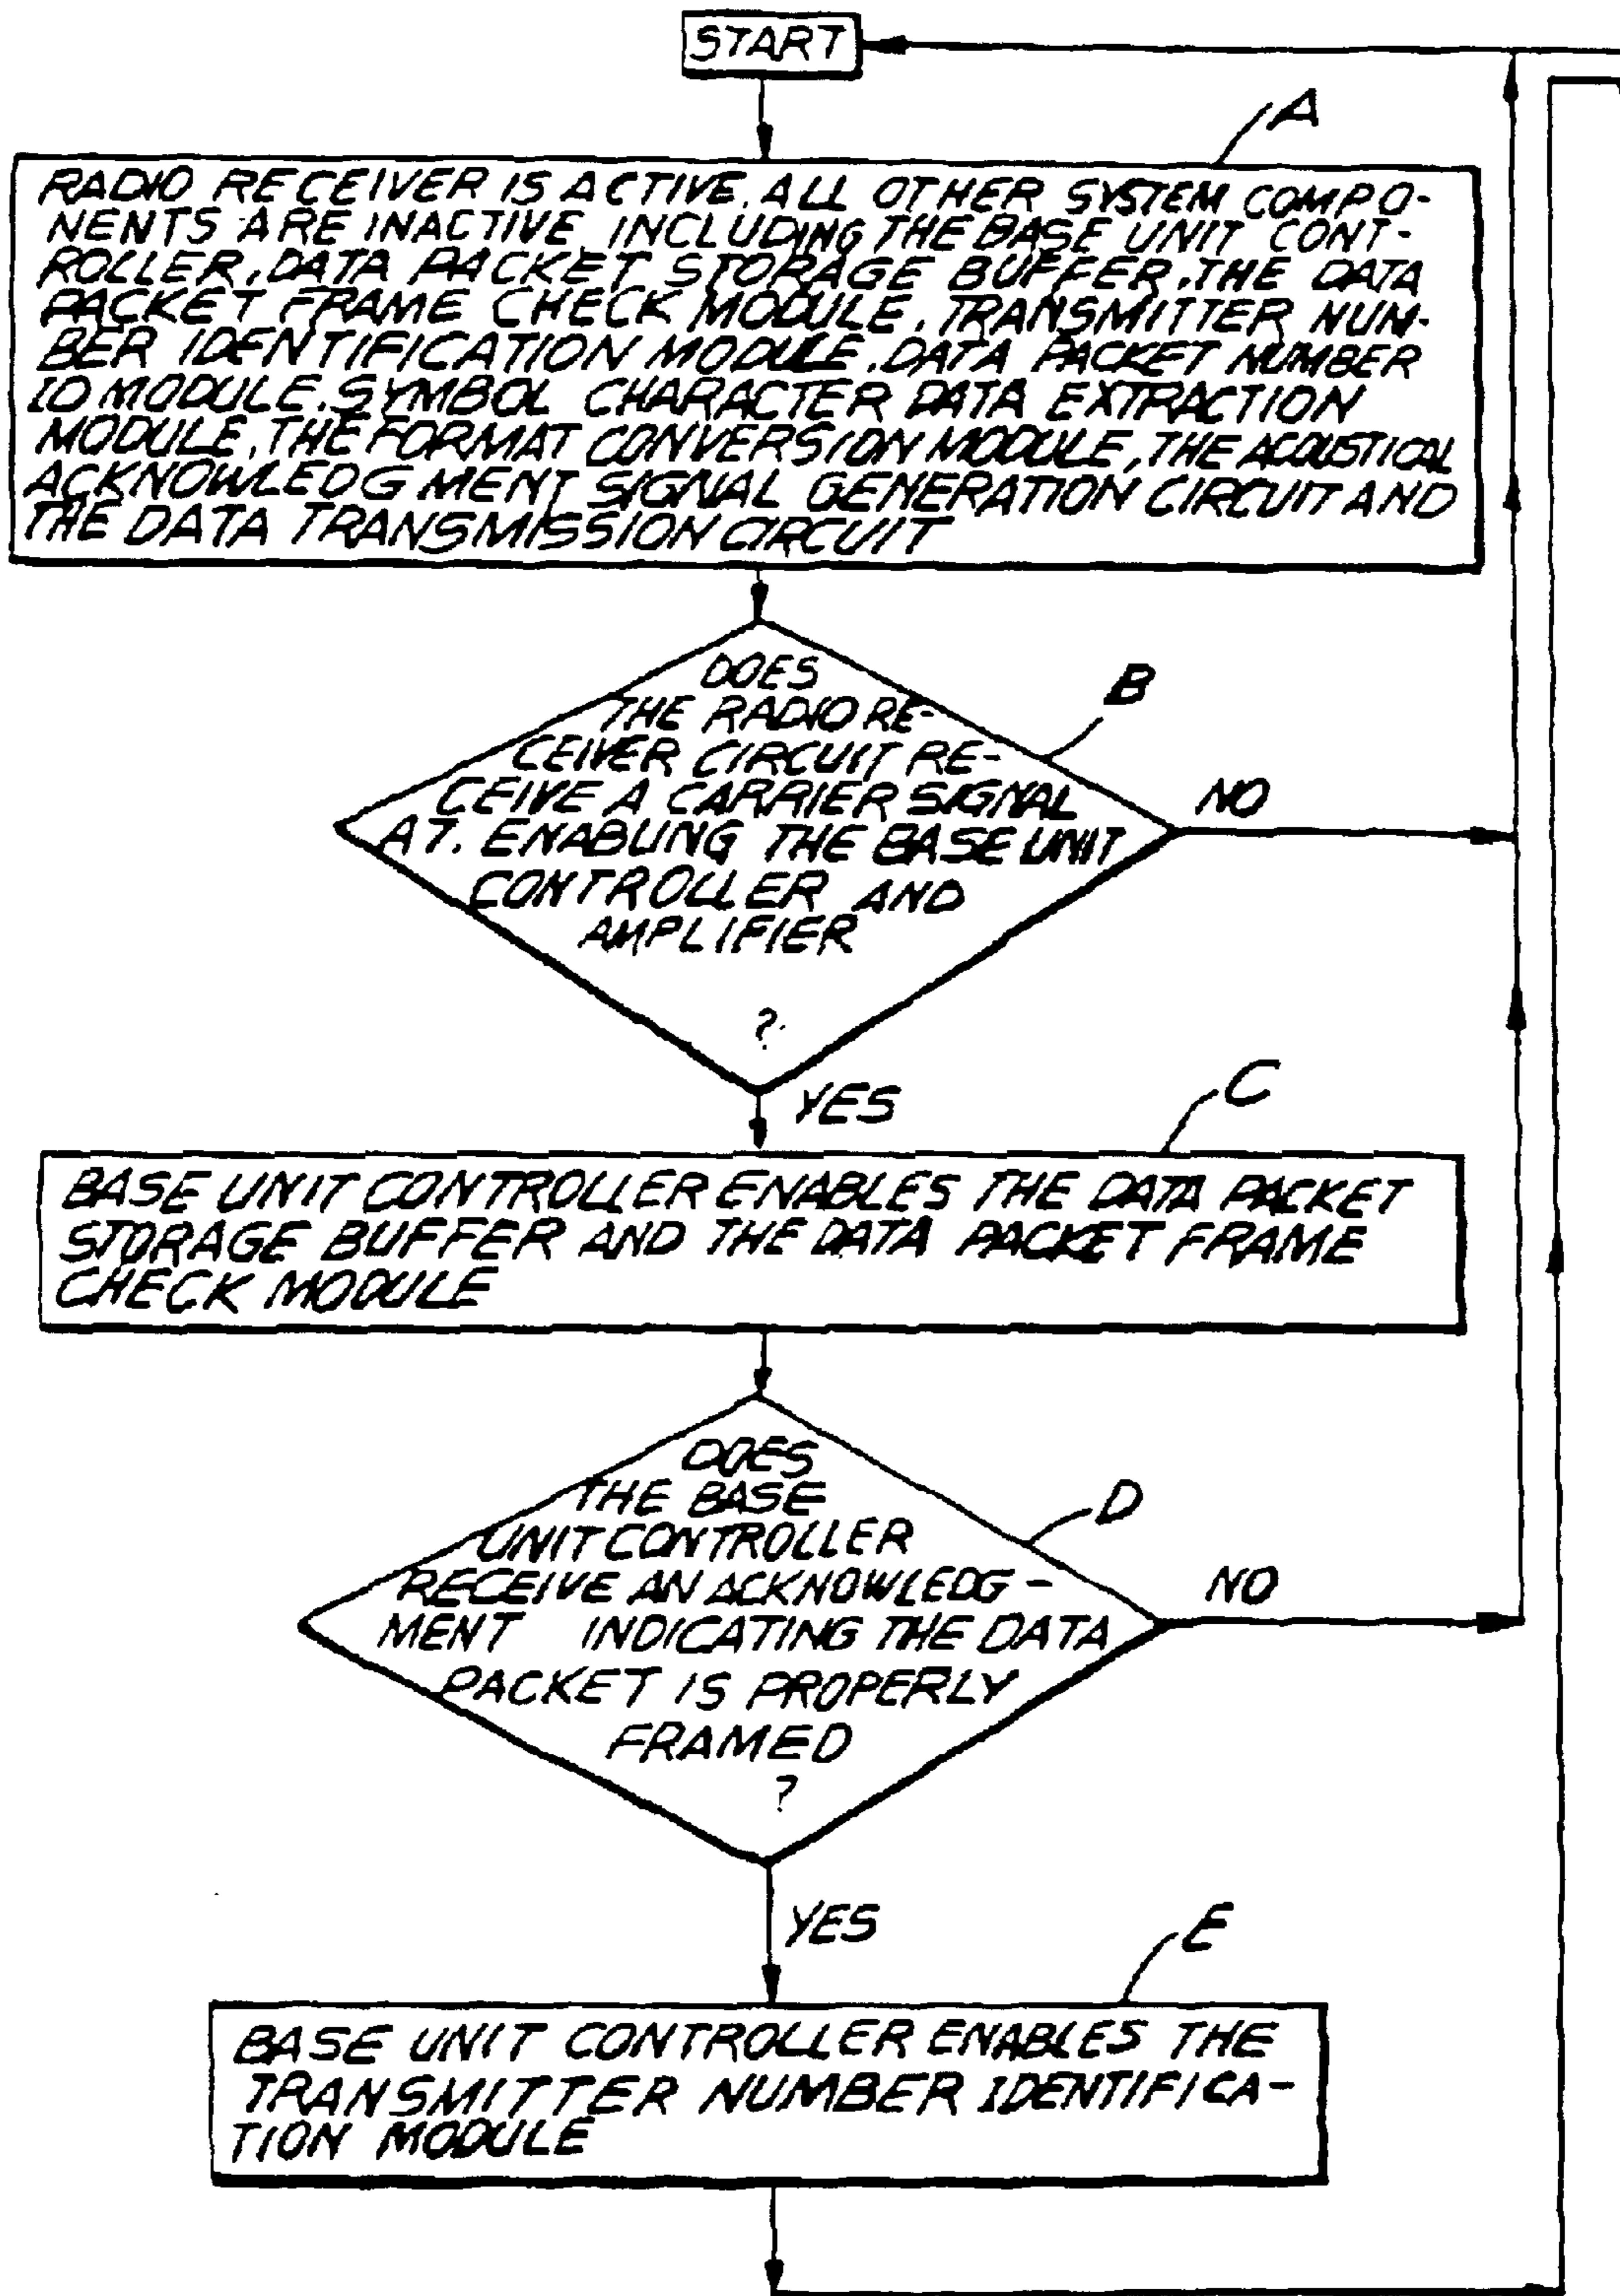 START
A
RADIO RECEIVER IS ACTIVE. ALL OTHER SYSTEM COMPO-
NENTS ARE INACTIVE, INCLUDING THE BASE UNIT CONT-
ROLLER, DATA PACKET STORAGE BUFFER, THE DATA
PACKET FRAME CHECK MODULE, TRANSMITTER NUM-
BER IDENTIFICATION MODULE, DATA PACKET NUMBER
ID MODULE, SYMBOL CHARACTER DATA EXTRACTION
MODULE, THE FORMAT CONVERSION MODULE, THE ACOUSTICAL
ACKNOWLEDGMENT SIGNAL GENERATION CIRCUIT AND
THE DATA TRANSMISSION CIRCUIT
B
DOES
THE RADIO RE-
CEIVER CIRCUIT RE-
CEIVE A CARRIER SIGNAL
AT. ENABLING THE BASE UNIT
CONTROLLER AND
AMPLIFIER
?
NO
YES
C
BASE UNIT CONTROLLER ENABLES THE DATA PACKET
STORAGE BUFFER AND THE DATA PACKET FRAME
CHECK MODULE
D
DOES
THE BASE
UNIT CONTROLLER
RECEIVE AN ACKNOWLEDG-
MENT INDICATING THE DATA
PACKET IS PROPERLY
FRAMED
?
NO
YES
E
BASE UNIT CONTROLLER ENABLES THE
TRANSMITTER NUMBER IDENTIFICA-
TION MODULE